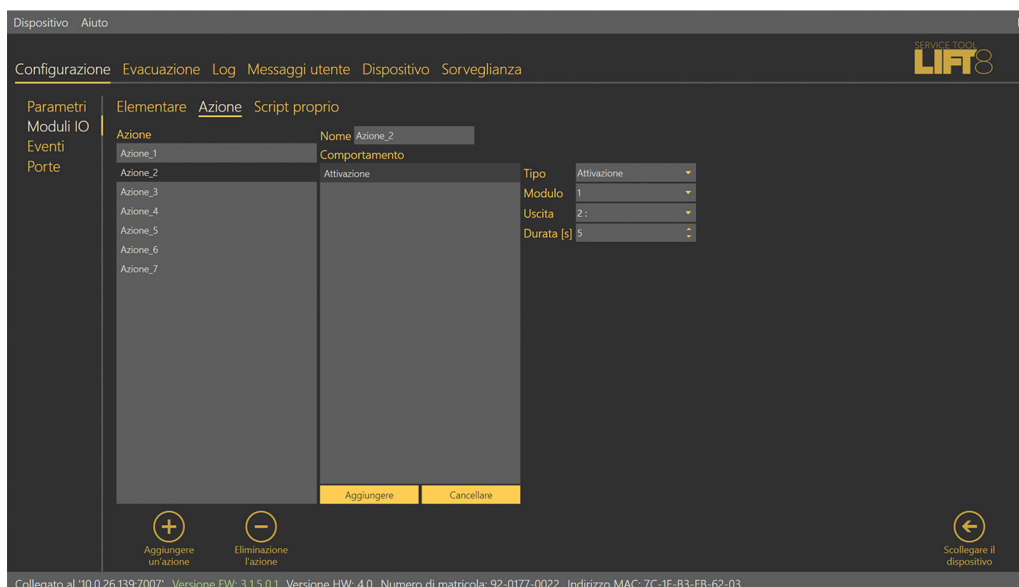 Dispositivo Aiuto
SERVICE TOOL
LIFT8
Configurazione Evacuazione Log Messaggi utente Dispositivo Sorveglianza
Parametri
Moduli IO
Eventi
Porte
Elementare Azione Script proprio
Azione
Azione_1
Azione_2
Azione_3
Azione_4
Azione_5
Azione_6
Azione_7
Nome Azione_2
Comportamento
Attivazione
Tipo Attivazione
Modulo 1
Uscita 2 :
Durata [s] 5
Aggiungere Cancellare
Aggiungere
un'azione
Eliminazione
l'azione
Scollegare il
dispositivo
Collegato al '10.0.26.139:7007' Versione FW: 3.1.5.0.1 Versione HW: 4.0 Numero di matricola: 92-0177-0022 Indirizzo MAC: 7C-1E-B3-FB-62-03